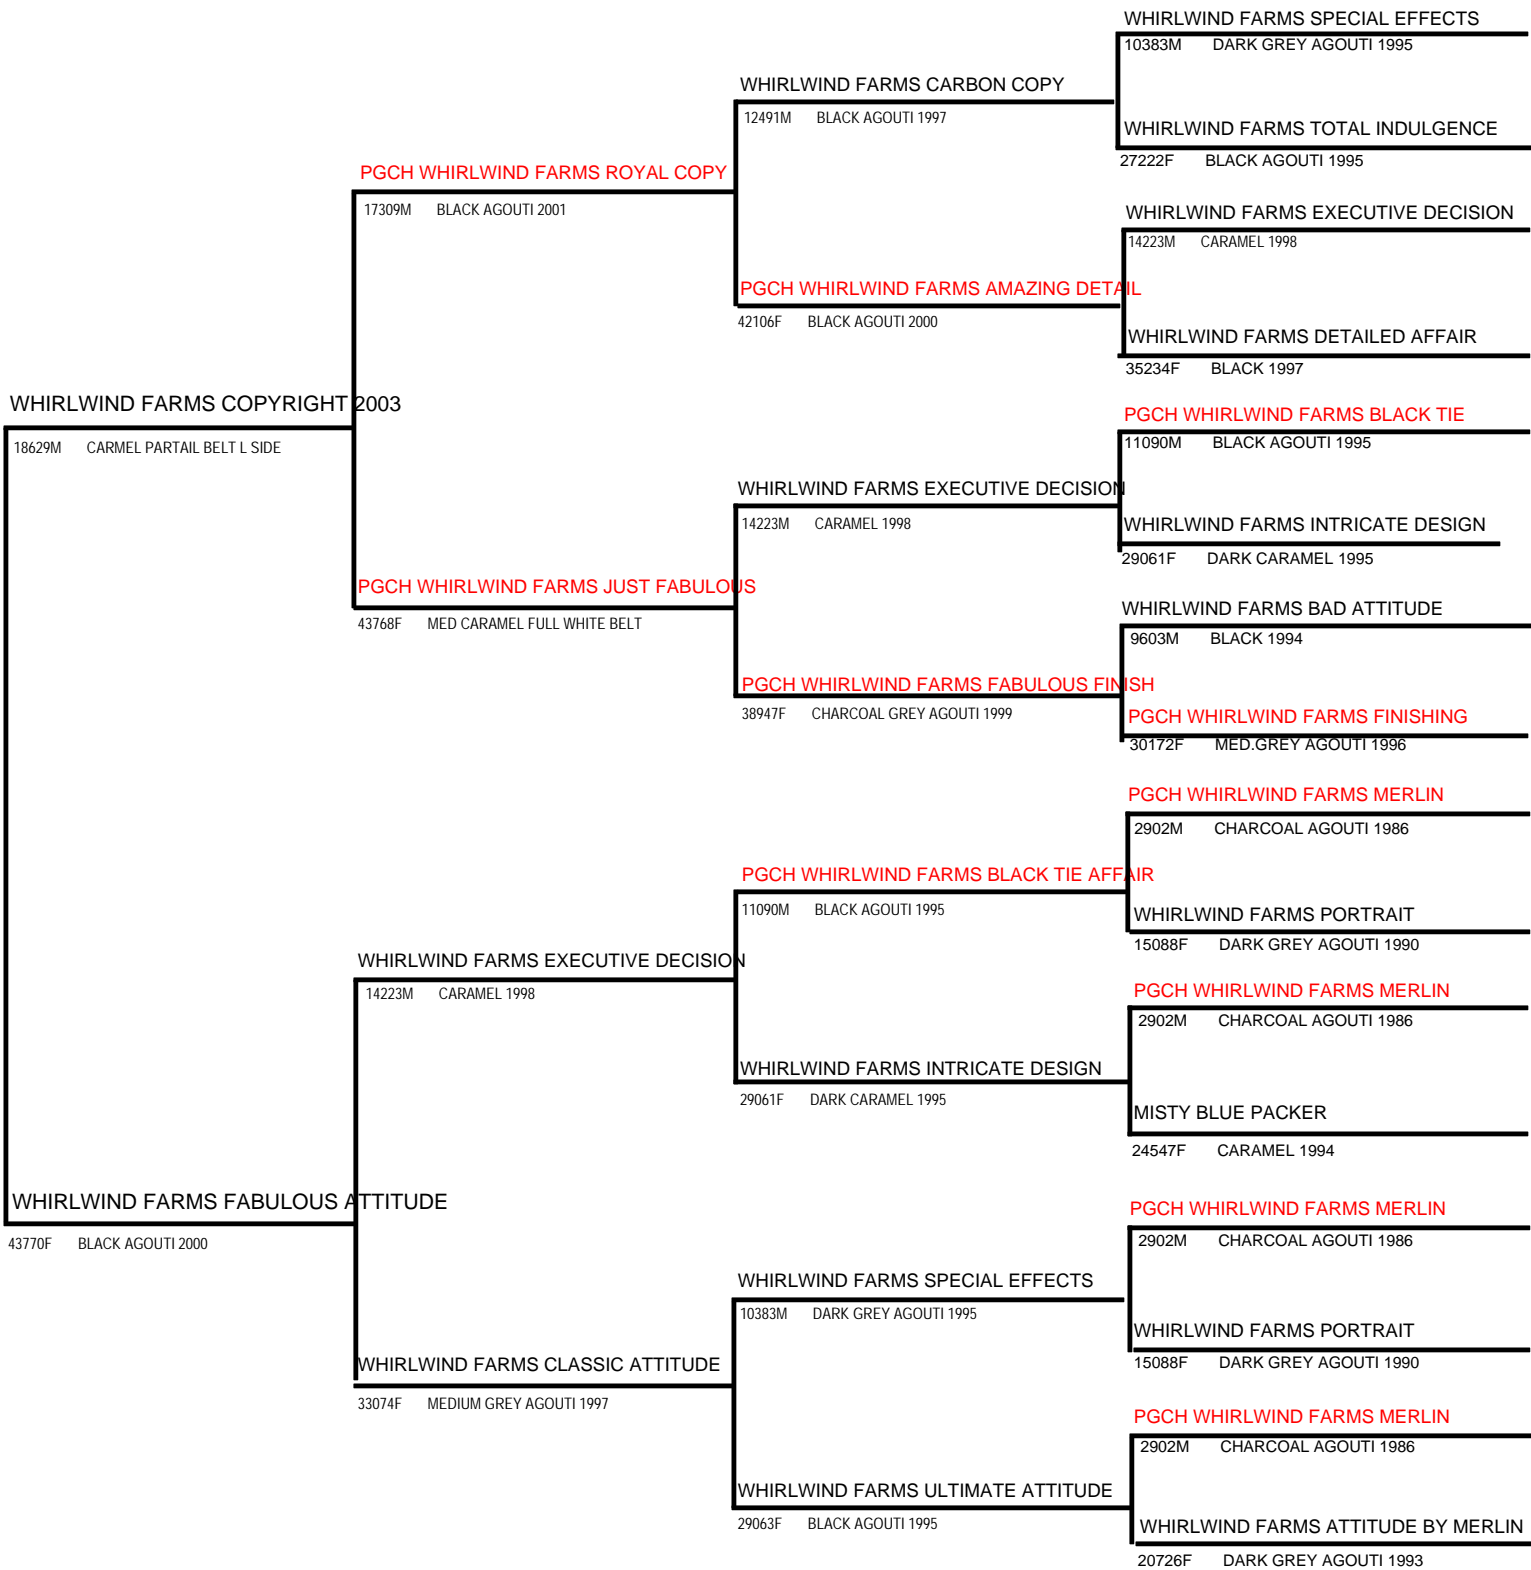 WHIRLWIND FARMS SPECIAL EFFECTS
10383M DARK GREY AGOUTI 1995
WHIRLWIND FARMS CARBON COPY
12491M BLACK AGOUTI 1997
WHIRLWIND FARMS TOTAL INDULGENCE
27222F BLACK AGOUTI 1995
PGCH WHIRLWIND FARMS ROYAL COPY
17309M BLACK AGOUTI 2001
WHIRLWIND FARMS EXECUTIVE DECISION
14223M CARAMEL 1998
PGCH WHIRLWIND FARMS AMAZING DETAIL
42106F BLACK AGOUTI 2000
WHIRLWIND FARMS DETAILED AFFAIR
35234F BLACK 1997
WHIRLWIND FARMS COPYRIGHT 2003
18629M CARMEL PARTAIL BELT L SIDE
PGCH WHIRLWIND FARMS BLACK TIE
11090M BLACK AGOUTI 1995
WHIRLWIND FARMS EXECUTIVE DECISION
14223M CARAMEL 1998
WHIRLWIND FARMS INTRICATE DESIGN
29061F DARK CARAMEL 1995
PGCH WHIRLWIND FARMS JUST FABULOUS
43768F MED CARAMEL FULL WHITE BELT
WHIRLWIND FARMS BAD ATTITUDE
9603M BLACK 1994
PGCH WHIRLWIND FARMS FABULOUS FINISH
38947F CHARCOAL GREY AGOUTI 1999
PGCH WHIRLWIND FARMS FINISHING
30172F MED.GREY AGOUTI 1996
PGCH WHIRLWIND FARMS MERLIN
2902M CHARCOAL AGOUTI 1986
PGCH WHIRLWIND FARMS BLACK TIE AFFAIR
11090M BLACK AGOUTI 1995
WHIRLWIND FARMS PORTRAIT
15088F DARK GREY AGOUTI 1990
WHIRLWIND FARMS EXECUTIVE DECISION
14223M CARAMEL 1998
PGCH WHIRLWIND FARMS MERLIN
2902M CHARCOAL AGOUTI 1986
WHIRLWIND FARMS INTRICATE DESIGN
29061F DARK CARAMEL 1995
MISTY BLUE PACKER
24547F CARAMEL 1994
WHIRLWIND FARMS FABULOUS ATTITUDE
43770F BLACK AGOUTI 2000
PGCH WHIRLWIND FARMS MERLIN
2902M CHARCOAL AGOUTI 1986
WHIRLWIND FARMS SPECIAL EFFECTS
10383M DARK GREY AGOUTI 1995
WHIRLWIND FARMS PORTRAIT
15088F DARK GREY AGOUTI 1990
WHIRLWIND FARMS CLASSIC ATTITUDE
33074F MEDIUM GREY AGOUTI 1997
PGCH WHIRLWIND FARMS MERLIN
2902M CHARCOAL AGOUTI 1986
WHIRLWIND FARMS ULTIMATE ATTITUDE
29063F BLACK AGOUTI 1995
WHIRLWIND FARMS ATTITUDE BY MERLIN
20726F DARK GREY AGOUTI 1993